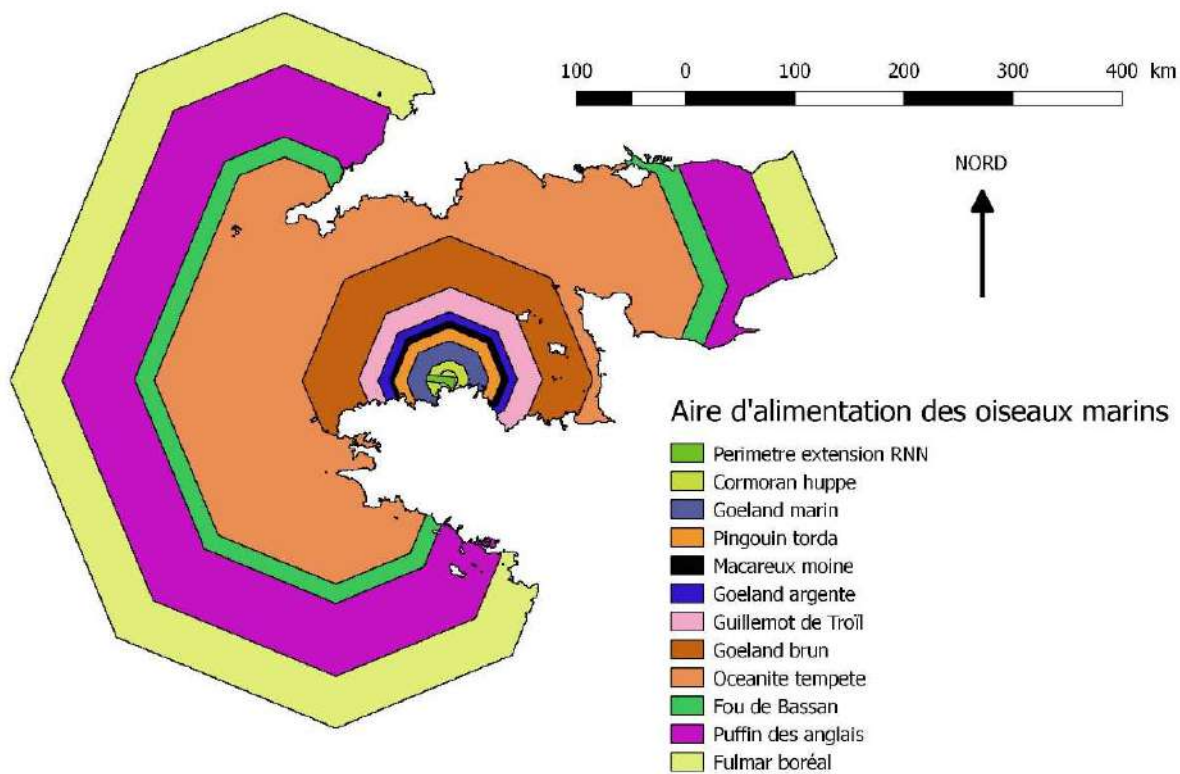 100 0 100 200 300 400 km
NORD
Aire d'alimentation des oiseaux marins
Perimetre extension RNN
Cormoran huppe
Goeland marin
Pingouin torda
Macareux moine
Goeland argente
Guillemot de Troïl
Goeland brun
Oceanite tempete
Fou de Bassan
Puffin des anglais
Fulmar boréal